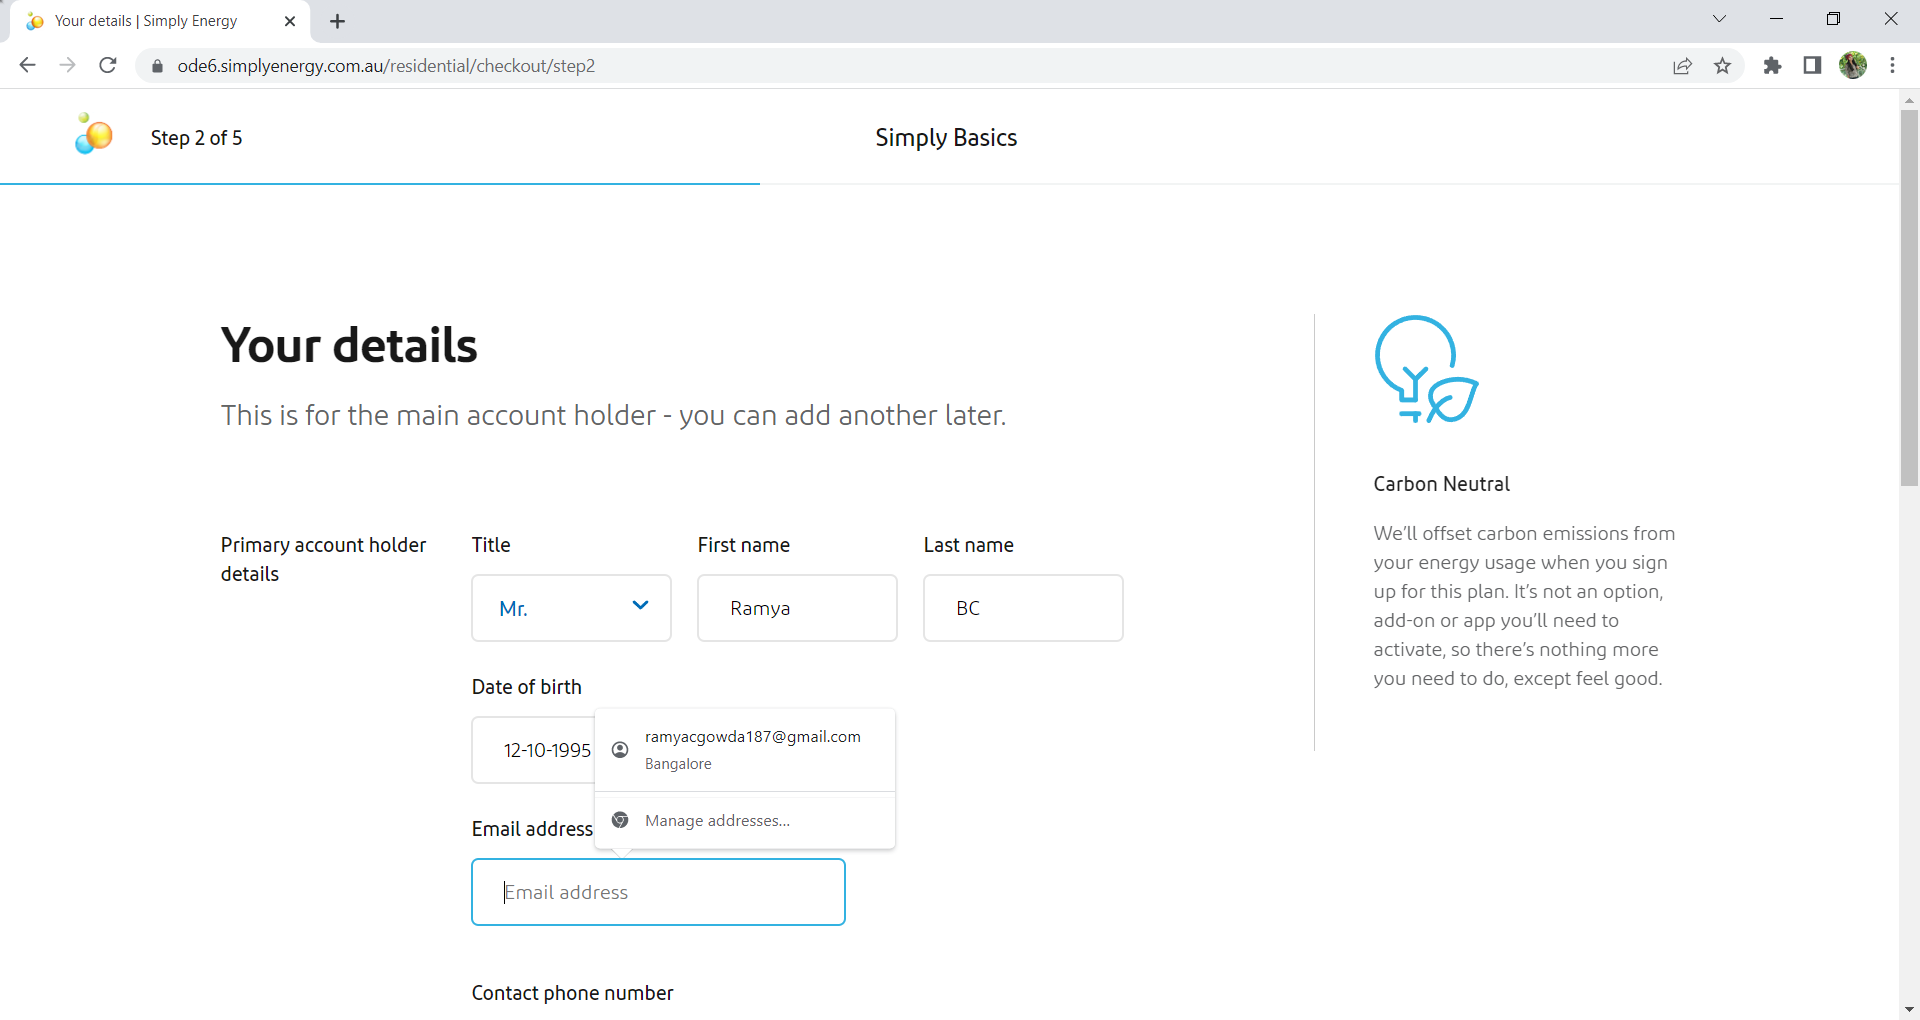 Your details | Simply Energy
ode6.simplyenergy.com.au/residential/checkout/step2
Step 2 of 5
Simply Basics
Your details
This is for the main account holder - you can add another later.
Primary account holder
details
Title
First name
Last name
Mr.
Ramya
BC
Date of birth
12-10-1995
ramyacgowda187@gmail.com
Bangalore
Manage addresses...
Email address
Email address
Contact phone number
Carbon Neutral
We'll offset carbon emissions from
your energy usage when you sign
up for this plan. It's not an option,
add-on or app you'll need to
activate, so there's nothing more
you need to do, except feel good.